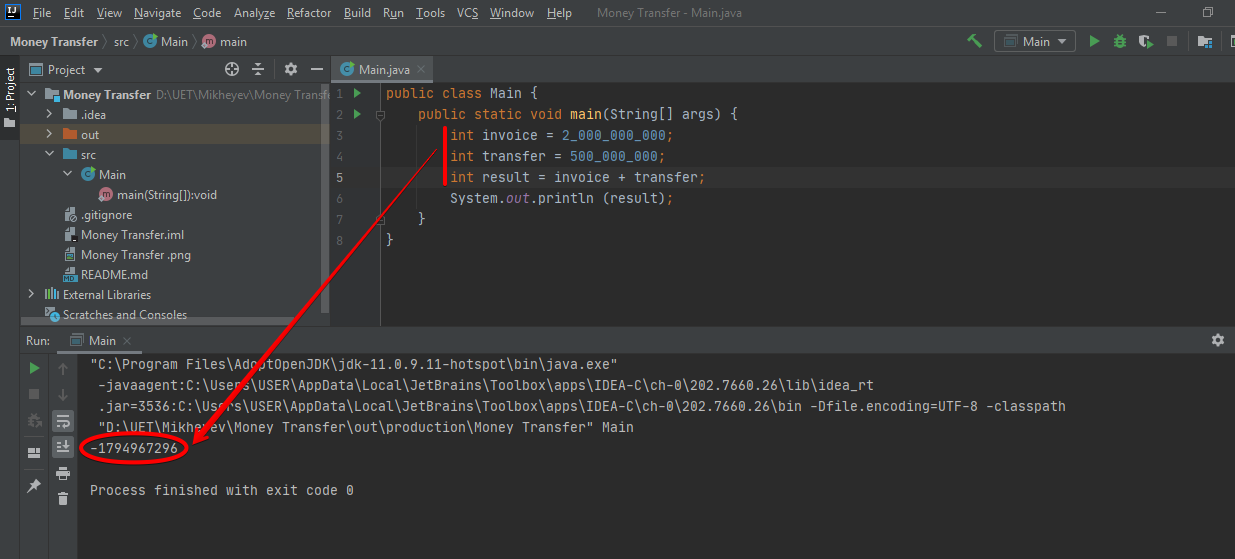 File Edit View Navigate Code Analyze Refactor Build Run Tools VCS Window Help Money Transfer - Main.java
Money Transfer src Main main Main
1: Project
Project
Money Transfer D:\UET\Mikheyev\Money Transfe
.idea
out
src
Main
main(String[]):void
.gitignore
Money Transfer.iml
Money Transfer .png
README.md
External Libraries
Scratches and Consoles
Main.java
1 public class Main {
2 public static void main(String[] args) {
3 int invoice = 2_000_000_000;
4 int transfer = 500_000_000;
5 int result = invoice + transfer;
6 System.out.println (result);
7 }
8 }
Run: Main
"C:\Program Files\AdoptOpenJDK\jdk-11.0.9.11-hotspot\bin\java.exe"
-javaagent:C:\Users\USER\AppData\Local\JetBrains\Toolbox\apps\IDEA-C\ch-0\202.7660.26\lib\idea_rt
.jar=3536:C:\Users\USER\AppData\Local\JetBrains\Toolbox\apps\IDEA-C\ch-0\202.7660.26\bin -Dfile.encoding=UTF-8 -classpath
"D:\UET\Mikheyev\Money Transfer\out\production\Money Transfer" Main
-1794967296
Process finished with exit code 0